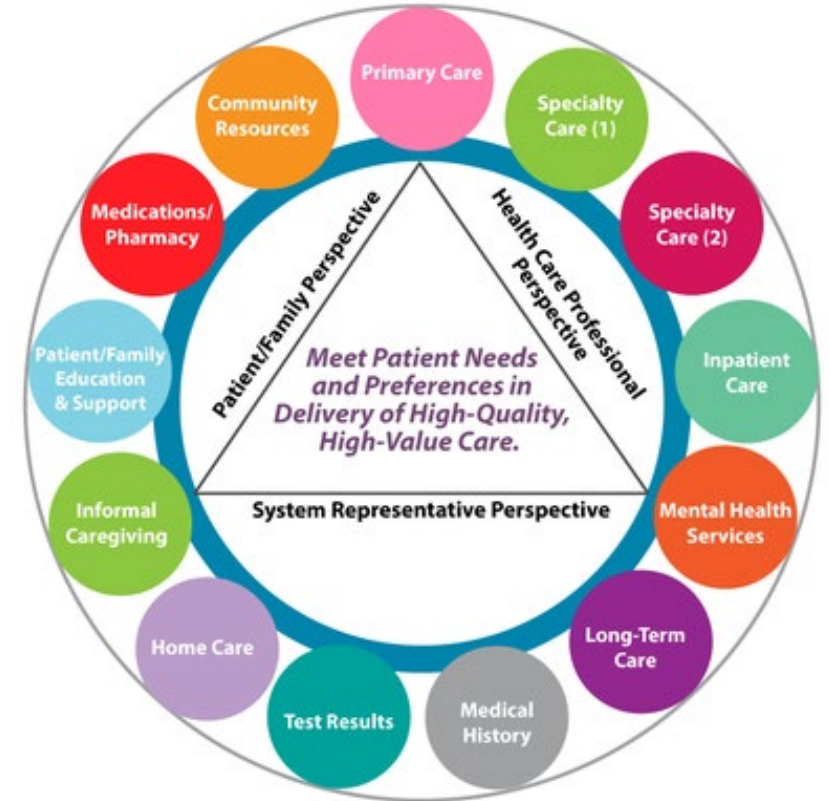 Primary Care
Specialty
Care (1)
Specialty
Care (2)
Inpatient
Care
Mental Health
Services
Long-Term
Care
Medical
History
Test Results
Home Care
Informal
Caregiving
Patient/Family
Education
& Support
Medications/
Pharmacy
Community
Resources
Patient/Family Perspective
Health Care Professional
Perspective
Meet Patient Needs
and Preferences in
Delivery of High-Quality,
High-Value Care.
System Representative Perspective